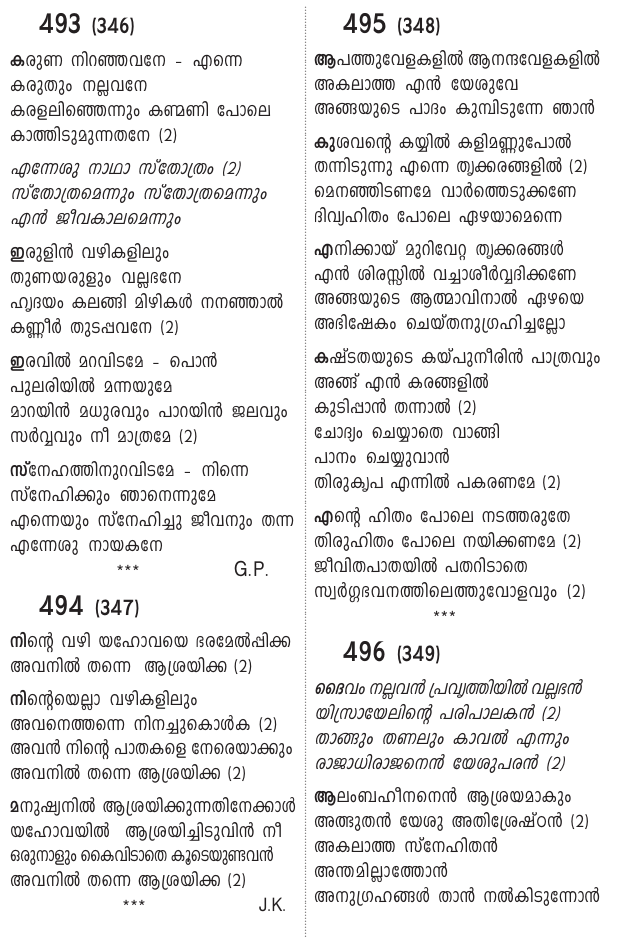 493 (346)
കരുണ നിറഞ്ഞവനേ - എന്നെ
കരുതും നല്ലവനേ
കരളലിഞ്ഞെന്നും കണ്മണി പോലെ
കാത്തിടുമുന്നതനേ (2)
എന്നേശു നാഥാ സ്തോത്രം (2)
സ്തോത്രമെന്നും സ്തോത്രമെന്നും
എൻ ജീവകാലമെന്നും
ഇരുളിൻ വഴികളിലും
തുണയരുളും വല്ലഭനേ
ഹൃദയം കലങ്ങി മിഴികൾ നനഞ്ഞാൽ
കണ്ണീർ തുടപ്പവനേ (2)
ഇരവിൽ മറവിടമേ - പൊൻ
പുലരിയിൽ മന്നയുമേ
മാറയിൻ മധുരവും പാറയിൻ ജലവും
സർവ്വവും നീ മാത്രമേ (2)
സ്നേഹത്തിനുറവിടമേ - നിന്നെ
സ്നേഹിക്കും ഞാനെന്നുമേ
എന്നെയും സ്നേഹിച്ചു ജീവനും തന്ന
എന്നേശു നായകനേ
*** G.P.
494 (347)
നിന്റെ വഴി യഹോവയെ ഭരമേൽപ്പിക്ക
അവനിൽ തന്നെ ആശ്രയിക്ക (2)
നിന്റെയെല്ലാ വഴികളിലും
അവനെത്തന്നെ നിനച്ചുകൊൾക (2)
അവൻ നിന്റെ പാതകളെ നേരെയാക്കും
അവനിൽ തന്നെ ആശ്രയിക്ക (2)
മനുഷ്യനിൽ ആശ്രയിക്കുന്നതിനേക്കാൾ
യഹോവയിൽ ആശ്രയിച്ചിടുവിൻ നീ
ഒരുനാളും കൈവിടാതെ കൂടെയുണ്ടവൻ
അവനിൽ തന്നെ ആശ്രയിക്ക (2)
*** J.K.
495 (348)
ആപത്തുവേളകളിൽ ആനന്ദവേളകളിൽ
അകലാത്ത എൻ യേശുവേ
അങ്ങയുടെ പാദം കുമ്പിടുന്നേ ഞാൻ
കുശവന്റെ കയ്യിൽ കളിമണ്ണുപോൽ
തന്നിടുന്നു എന്നെ തൃക്കരങ്ങളിൽ (2)
മെനഞ്ഞിടണമേ വാർത്തെടുക്കണേ
ദിവ്യഹിതം പോലെ ഏഴയാമെന്നെ
എനിക്കായ് മുറിവേറ്റ തൃക്കരങ്ങൾ
എൻ ശിരസ്സിൽ വച്ചാശീർവ്വദിക്കണേ
അങ്ങയുടെ ആത്മാവിനാൽ ഏഴയെ
അഭിഷേകം ചെയ്തനുഗ്രഹിച്ചല്ലോ
കഷ്ടതയുടെ കയ്പുനീരിൻ പാത്രവും
അങ്ങ് എൻ കരങ്ങളിൽ
കുടിപ്പാൻ തന്നാൽ (2)
ചോദ്യം ചെയ്യാതെ വാങ്ങി
പാനം ചെയ്യുവാൻ
തിരുകൃപ എന്നിൽ പകരണമേ (2)
എന്റെ ഹിതം പോലെ നടത്തരുതേ
തിരുഹിതം പോലെ നയിക്കണമേ (2)
ജീവിതപാതയിൽ പതറിടാതെ
സ്വർഗ്ഗഭവനത്തിലെത്തുവോളവും (2)
***
496 (349)
ദൈവം നല്ലവൻ പ്രവൃത്തിയിൽ വല്ലഭൻ
യിസ്രായേലിന്റെ പരിപാലകൻ (2)
താങ്ങും തണലും കാവൽ എന്നും
രാജാധിരാജനെൻ യേശുപരൻ (2)
ആലംബഹീനനെൻ ആശ്രയമാകും
അത്ഭുതൻ യേശു അതിശ്രേഷ്ഠൻ (2)
അകലാത്ത സ്നേഹിതൻ
അന്തമില്ലാത്തോൻ
അനുഗ്രഹങ്ങൾ താൻ നൽകിടുന്നോൻ